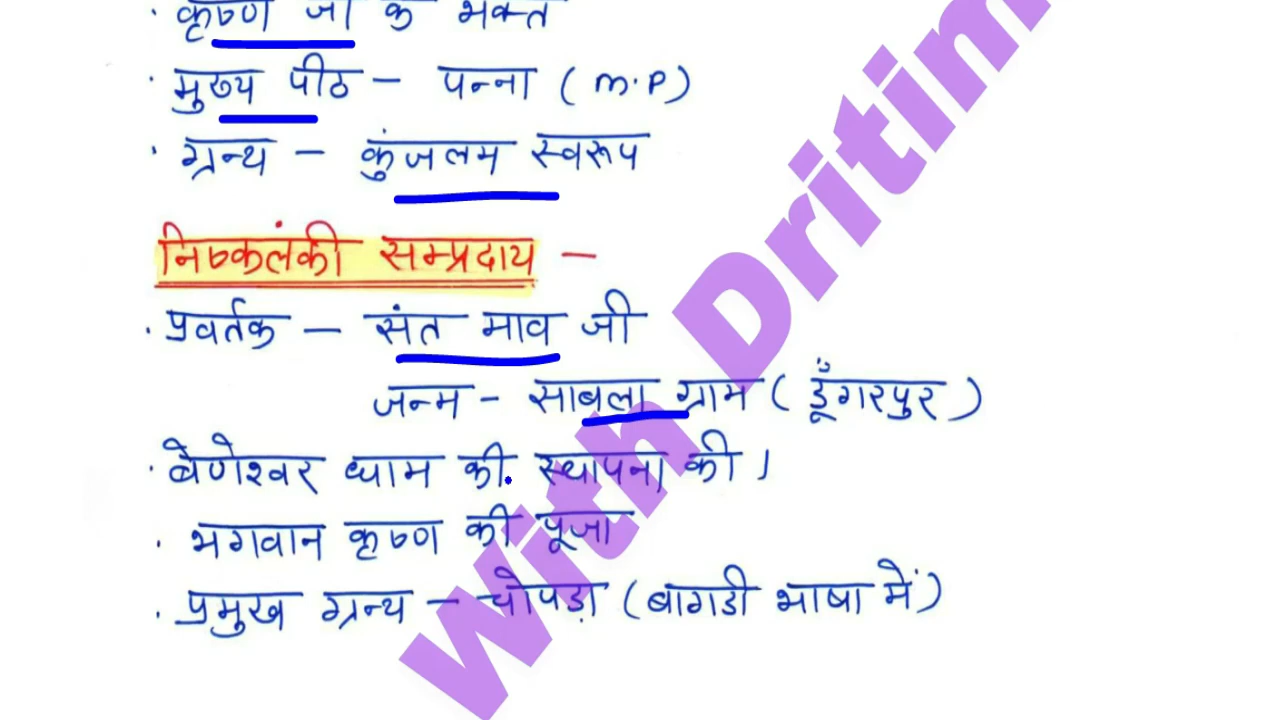 · कृष्ण जी के भक्त
· मुख्य पीठ – पन्ना ( m.p)
· ग्रन्थ – कुंजलम स्वरूप
निष्कलंकी सम्प्रदाय –
· प्रवर्तक – संत माव जी
जन्म – साबला ग्राम ( डूँगरपुर )
· बेणेश्वर धाम की स्थापना की।
· भगवान कृष्ण की पूजा
· प्रमुख ग्रन्थ – चोपड़ा (बागडी भाषा में)
With Dritim